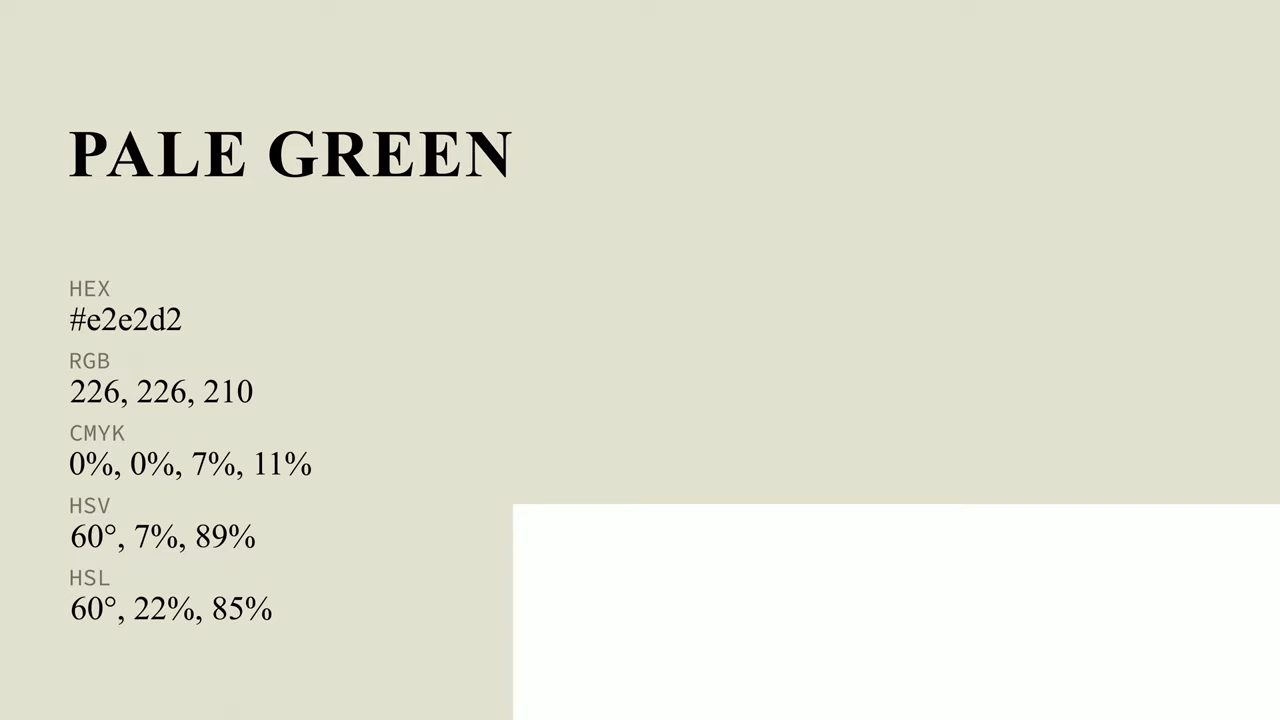 PALE GREEN
HEX
#e2e2d2
RGB
226, 226, 210
CMYK
0%, 0%, 7%, 11%
HSV
60°, 7%, 89%
HSL
60°, 22%, 85%